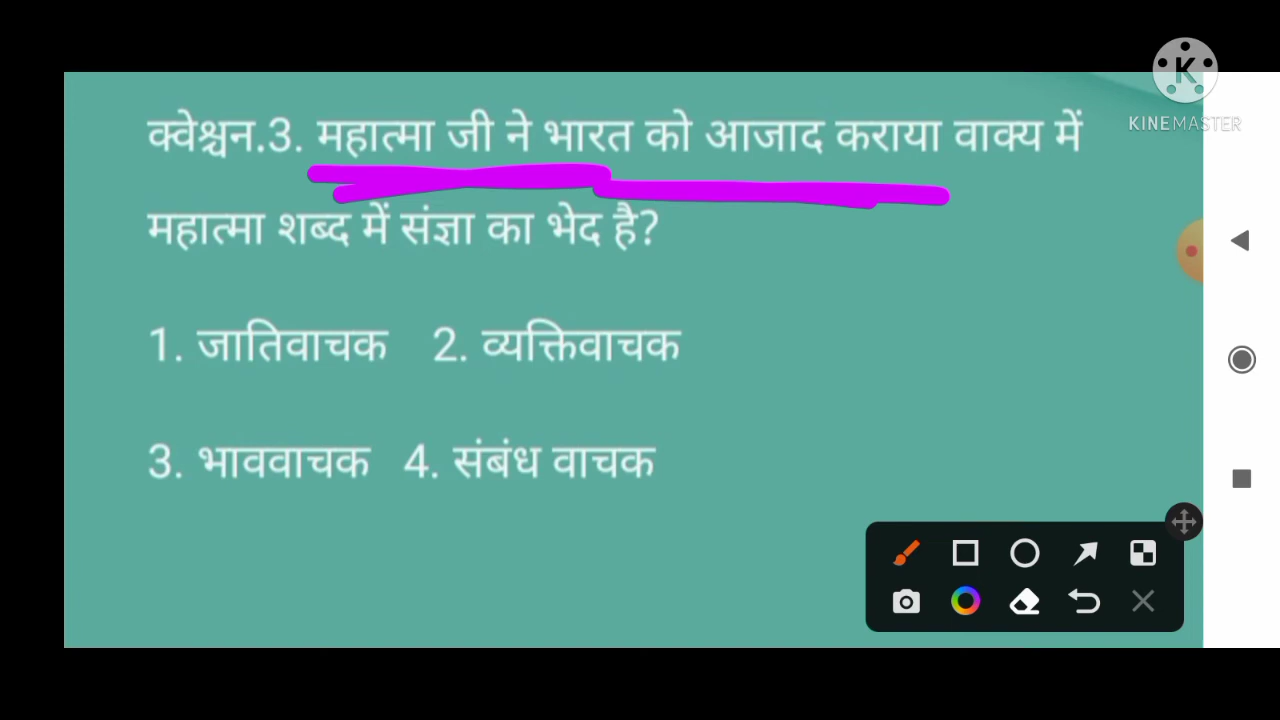 KINEMASTER
क्वेश्चन.3. महात्मा जी ने भारत को आजाद कराया वाक्य में
महात्मा शब्द में संज्ञा का भेद है?
1. जातिवाचक 2. व्यक्तिवाचक
3. भाववाचक 4. संबंध वाचक